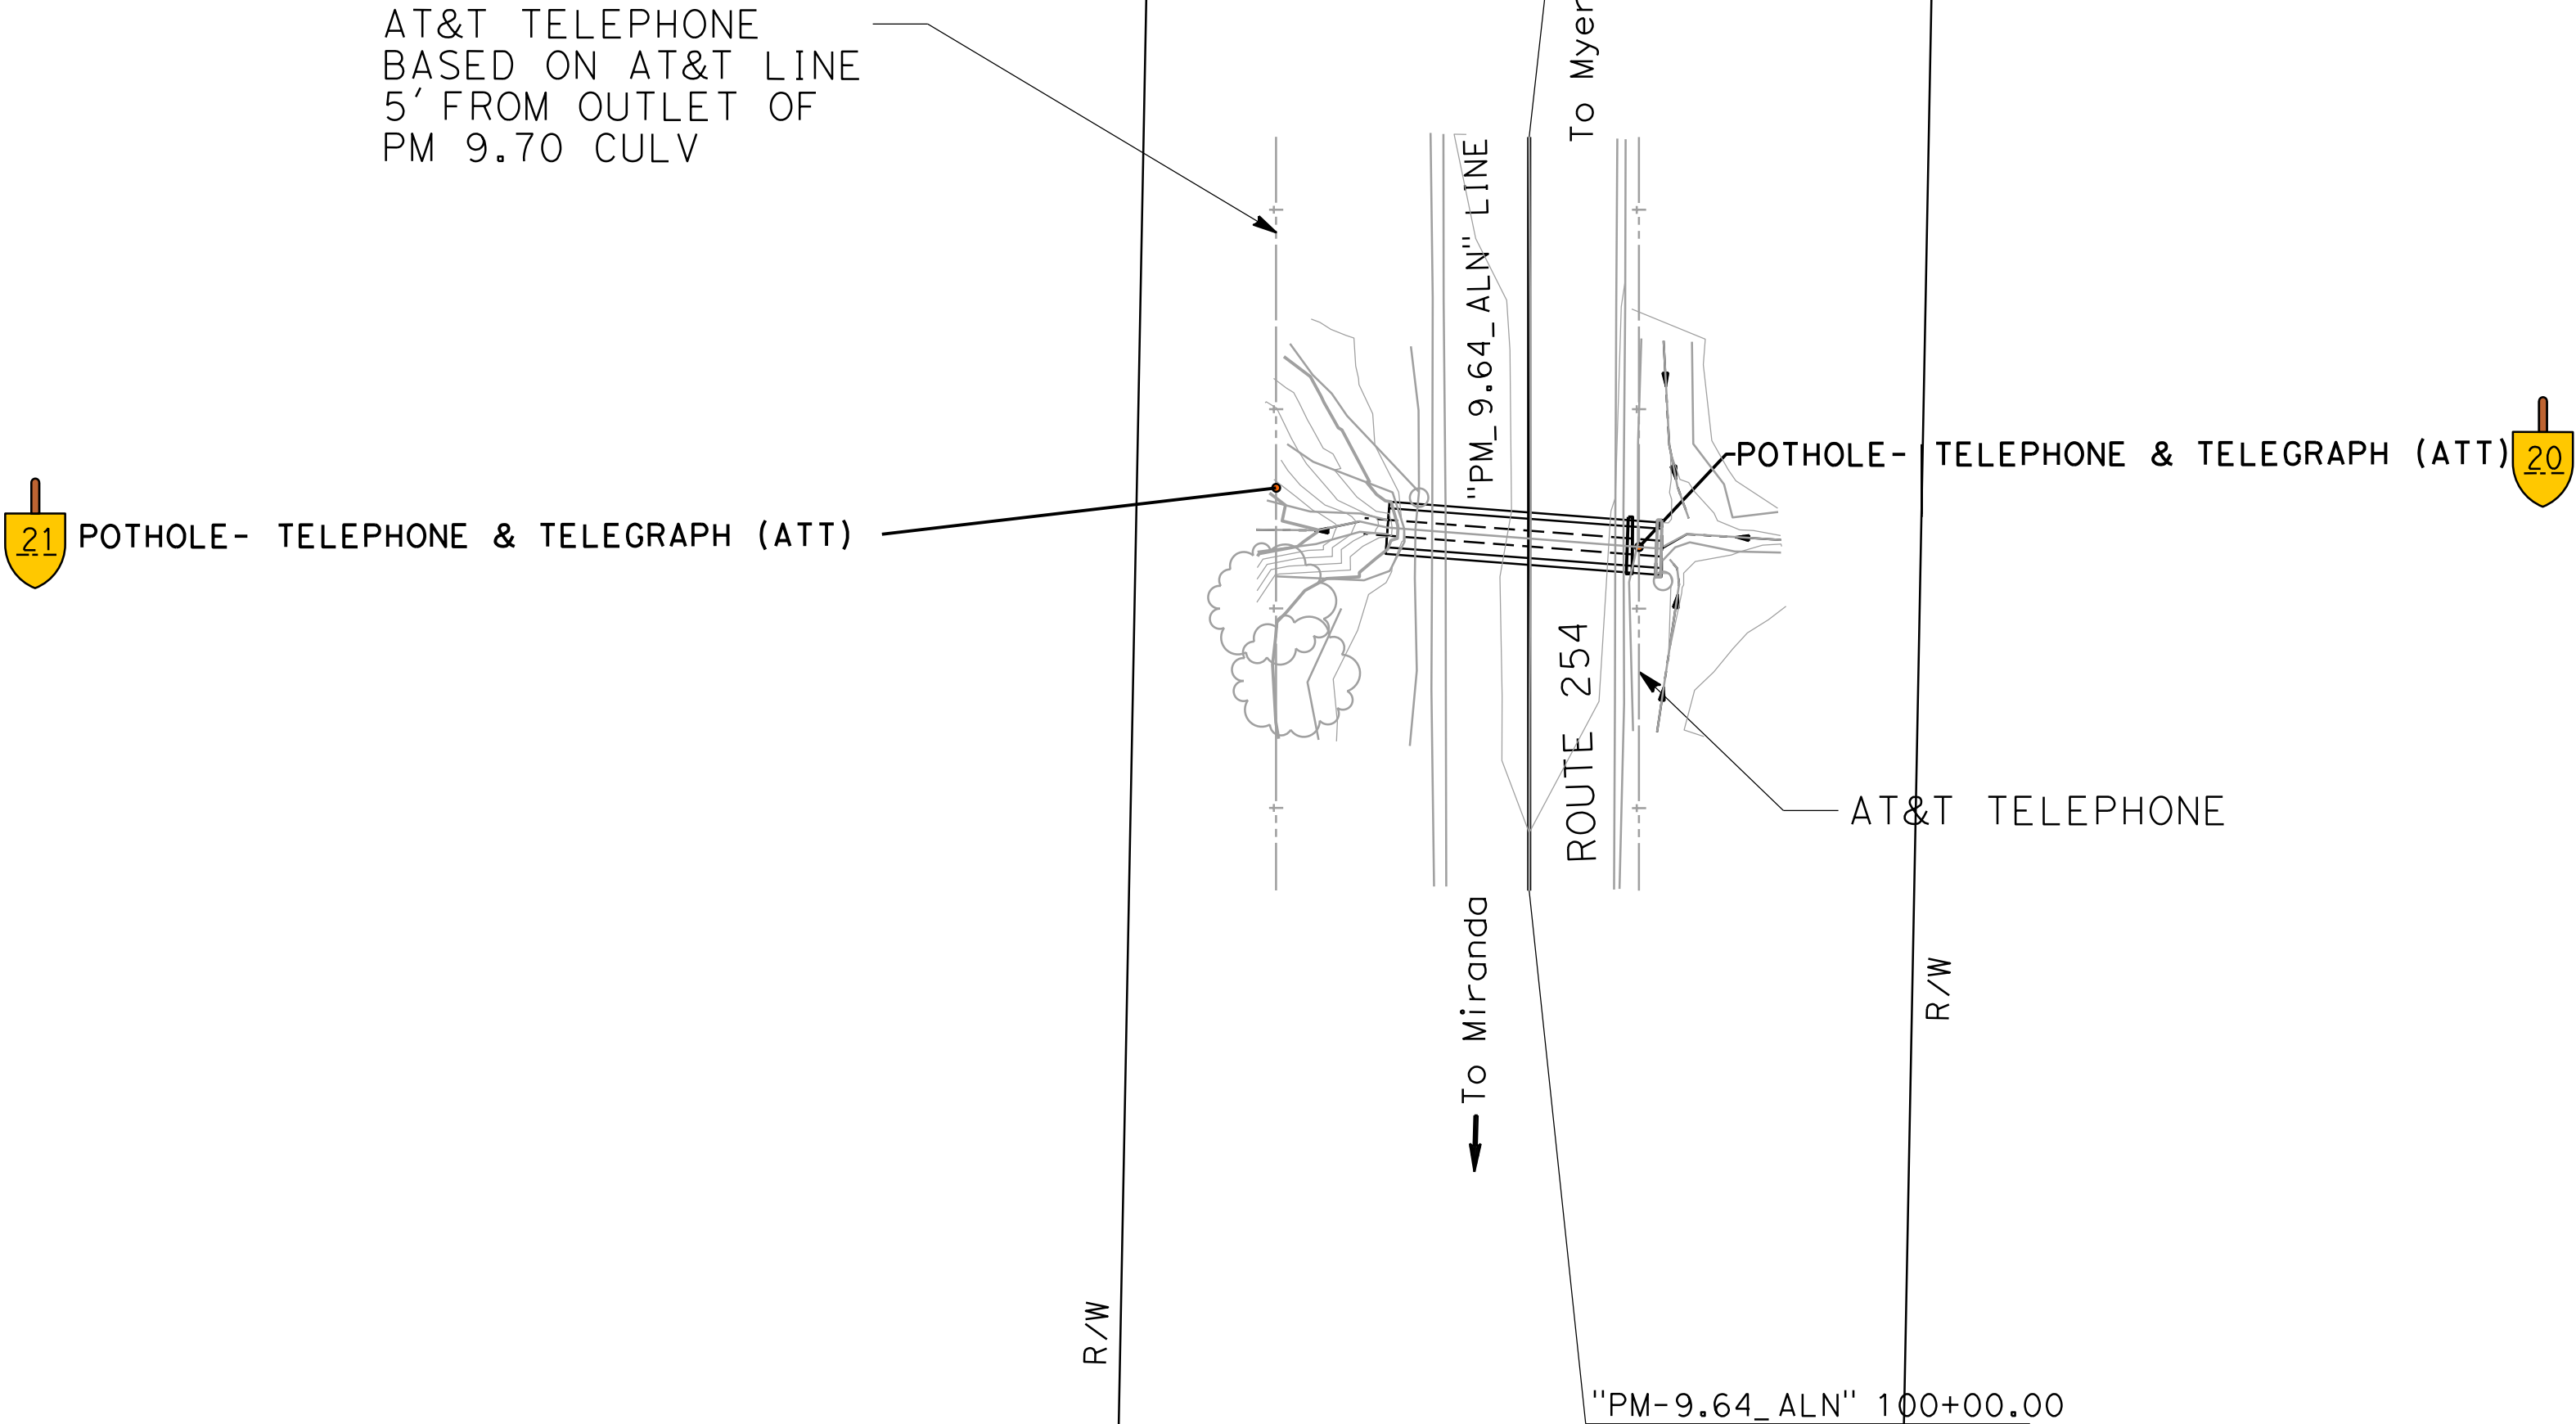 AT&T TELEPHONE
BASED ON AT&T LINE
5' FROM OUTLET OF
PM 9.70 CULV
To Myer
"PM_9.64_ALN" LINE
POTHOLE- TELEPHONE & TELEGRAPH (ATT)
20
21
POTHOLE- TELEPHONE & TELEGRAPH (ATT)
ROUTE 254
AT&T TELEPHONE
To Miranda
R/W
R/W
"PM-9.64_ALN" 100+00.00